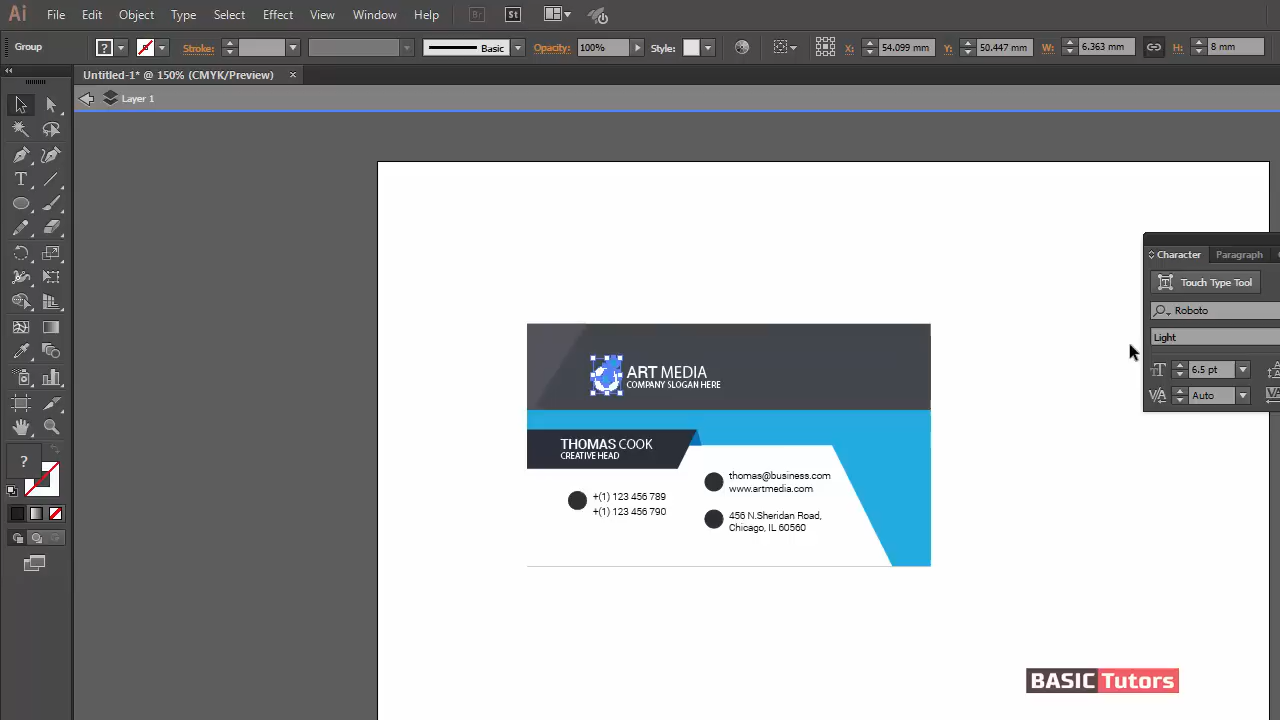 Ai File Edit Object Type Select Effect View Window Help Br St
Group ? Stroke: Basic Opacity: 100% Style: X: 54.099 mm Y: 50.447 mm W: 6.363 mm H: 8 mm
Untitled-1* @ 150% (CMYK/Preview) ×
Layer 1
Character Paragraph
Touch Type Tool
Roboto
Light
6.5 pt
Auto
ART MEDIA
COMPANY SLOGAN HERE
THOMAS COOK
CREATIVE HEAD
+(1) 123 456 789
+(1) 123 456 790
thomas@business.com
www.artmedia.com
456 N.Sheridan Road,
Chicago, IL 60560
?
BASIC Tutors